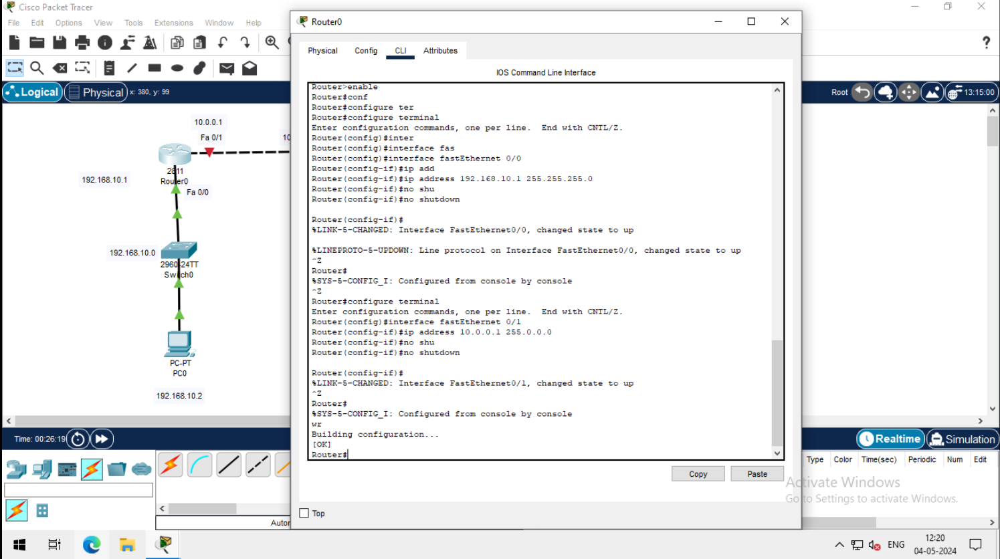 Cisco Packet Tracer
File Edit Options View Tools Extensions Window Help
Logical
Physical
x: 380, y: 99
Root
13:15:00
10.0.0.1
Fa 0/1
10
2811
Router0
192.168.10.1
Fa 0/0
192.168.10.0
2960-24TT
Switch0
PC-PT
PC0
192.168.10.2
Router0
Physical Config CLI Attributes
IOS Command Line Interface
Router>enable
Router#conf
Router#configure ter
Router#configure terminal
Enter configuration commands, one per line.  End with CNTL/Z.
Router(config)#inter
Router(config)#interface fas
Router(config)#interface fastEthernet 0/0
Router(config-if)#ip add
Router(config-if)#ip address 192.168.10.1 255.255.255.0
Router(config-if)#no shu
Router(config-if)#no shutdown
Router(config-if)#
%LINK-5-CHANGED: Interface FastEthernet0/0, changed state to up
%LINEPROTO-5-UPDOWN: Line protocol on Interface FastEthernet0/0, changed state to up
^Z
Router#
%SYS-5-CONFIG_I: Configured from console by console
^Z
Router#configure terminal
Enter configuration commands, one per line.  End with CNTL/Z.
Router(config)#interface fastEthernet 0/1
Router(config-if)#ip address 10.0.0.1 255.0.0.0
Router(config-if)#no shu
Router(config-if)#no shutdown
Router(config-if)#
%LINK-5-CHANGED: Interface FastEthernet0/1, changed state to up
^Z
Router#
%SYS-5-CONFIG_I: Configured from console by console
wr
Building configuration...
[OK]
Router#
Copy Paste
Top
Time: 00:26:19
Realtime Simulation
Type Color Time(sec) Periodic Num Edit
Activate Windows
Go to Settings to activate Windows.
Autor
ENG
12:20
04-05-2024